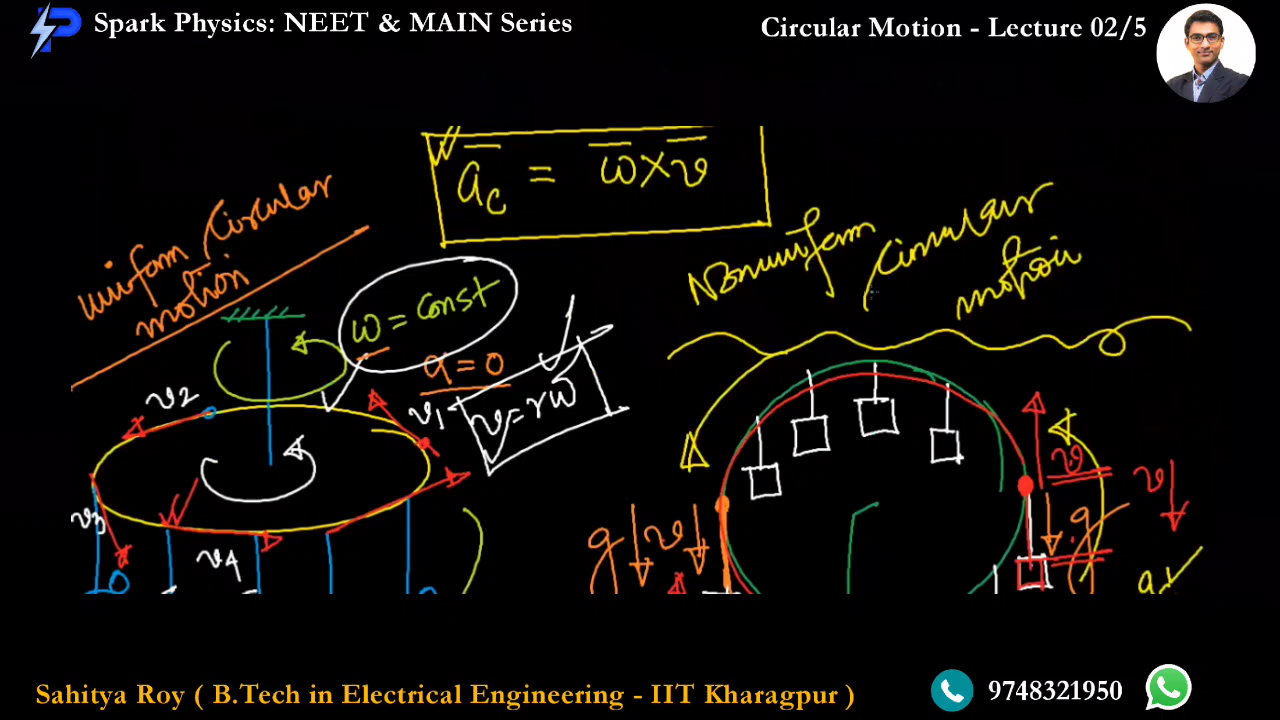 Spark Physics: NEET & MAIN Series
Circular Motion - Lecture 02/5
a̅c = ω̅ × v̅
uniform circular
motion
Nonuniform circular
motion
ω = const
a = 0
v = rω
v1
v2
v3
v4
g
v
v
v
g
a
Sahitya Roy ( B.Tech in Electrical Engineering - IIT Kharagpur )
9748321950